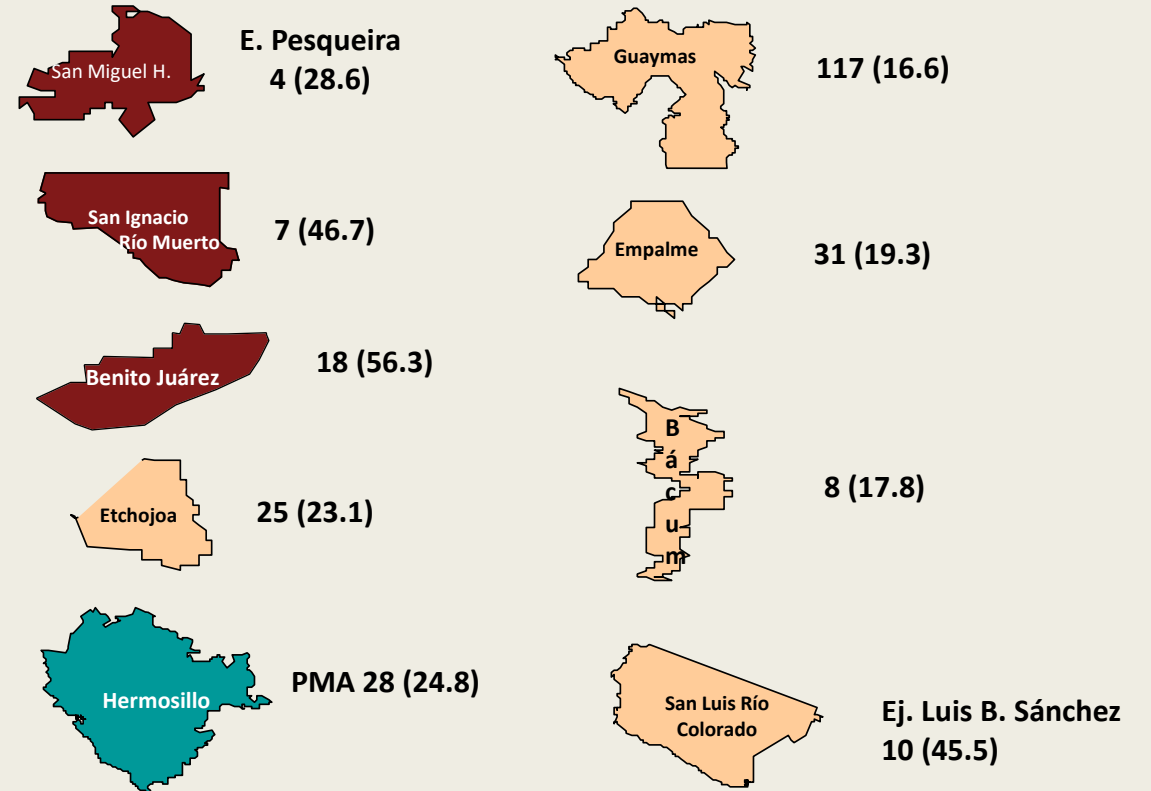 San Miguel H.
E. Pesqueira
4 (28.6)
San Ignacio
Río Muerto
7 (46.7)
Benito Juárez
18 (56.3)
Etchojoa
25 (23.1)
Hermosillo
PMA 28 (24.8)
Guaymas
117 (16.6)
Empalme
31 (19.3)
B
á
c
u
m
8 (17.8)
San Luis Río
Colorado
Ej. Luis B. Sánchez
10 (45.5)